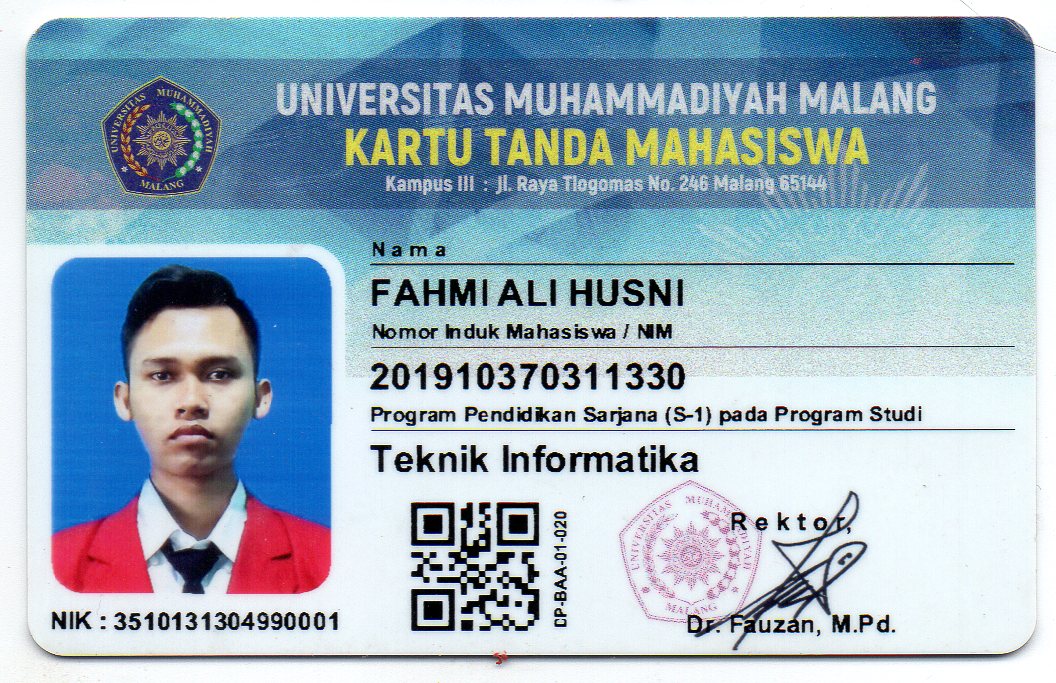 UNIVERSITAS MUHAMMADIYAH MALANG
KARTU TANDA MAHASISWA
Kampus III : Jl. Raya Tlogomas No. 246 Malang 65144
UNIVERSITAS MUHAMMADIYAH
MALANG
Nama
FAHMI ALI HUSNI
Nomor Induk Mahasiswa / NIM
201910370311330
Program Pendidikan Sarjana (S-1) pada Program Studi
Teknik Informatika
NIK : 3510131304990001
DP-BAA-01-020
UNIVERSITAS MUHAMMADIYAH
MALANG
Rektor,
Dr. Fauzan, M.Pd.